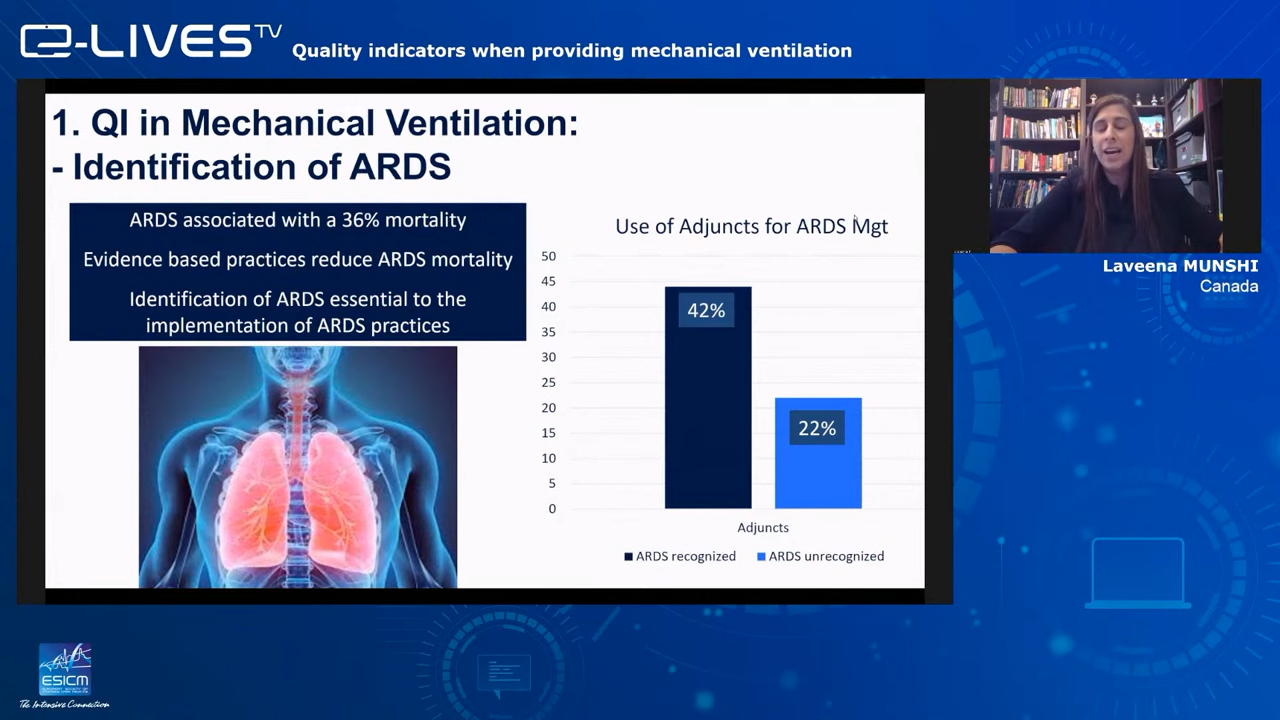 e-LIVES TV
Quality indicators when providing mechanical ventilation
1. QI in Mechanical Ventilation:
- Identification of ARDS
ARDS associated with a 36% mortality
Evidence based practices reduce ARDS mortality
Identification of ARDS essential to the
implementation of ARDS practices
Use of Adjuncts for ARDS Mgt
50
45
40
35
30
25
20
15
10
5
0
42%
22%
Adjuncts
ARDS recognized
ARDS unrecognized
Laveena MUNSHI
Canada
ESICM
The Intensive Connection